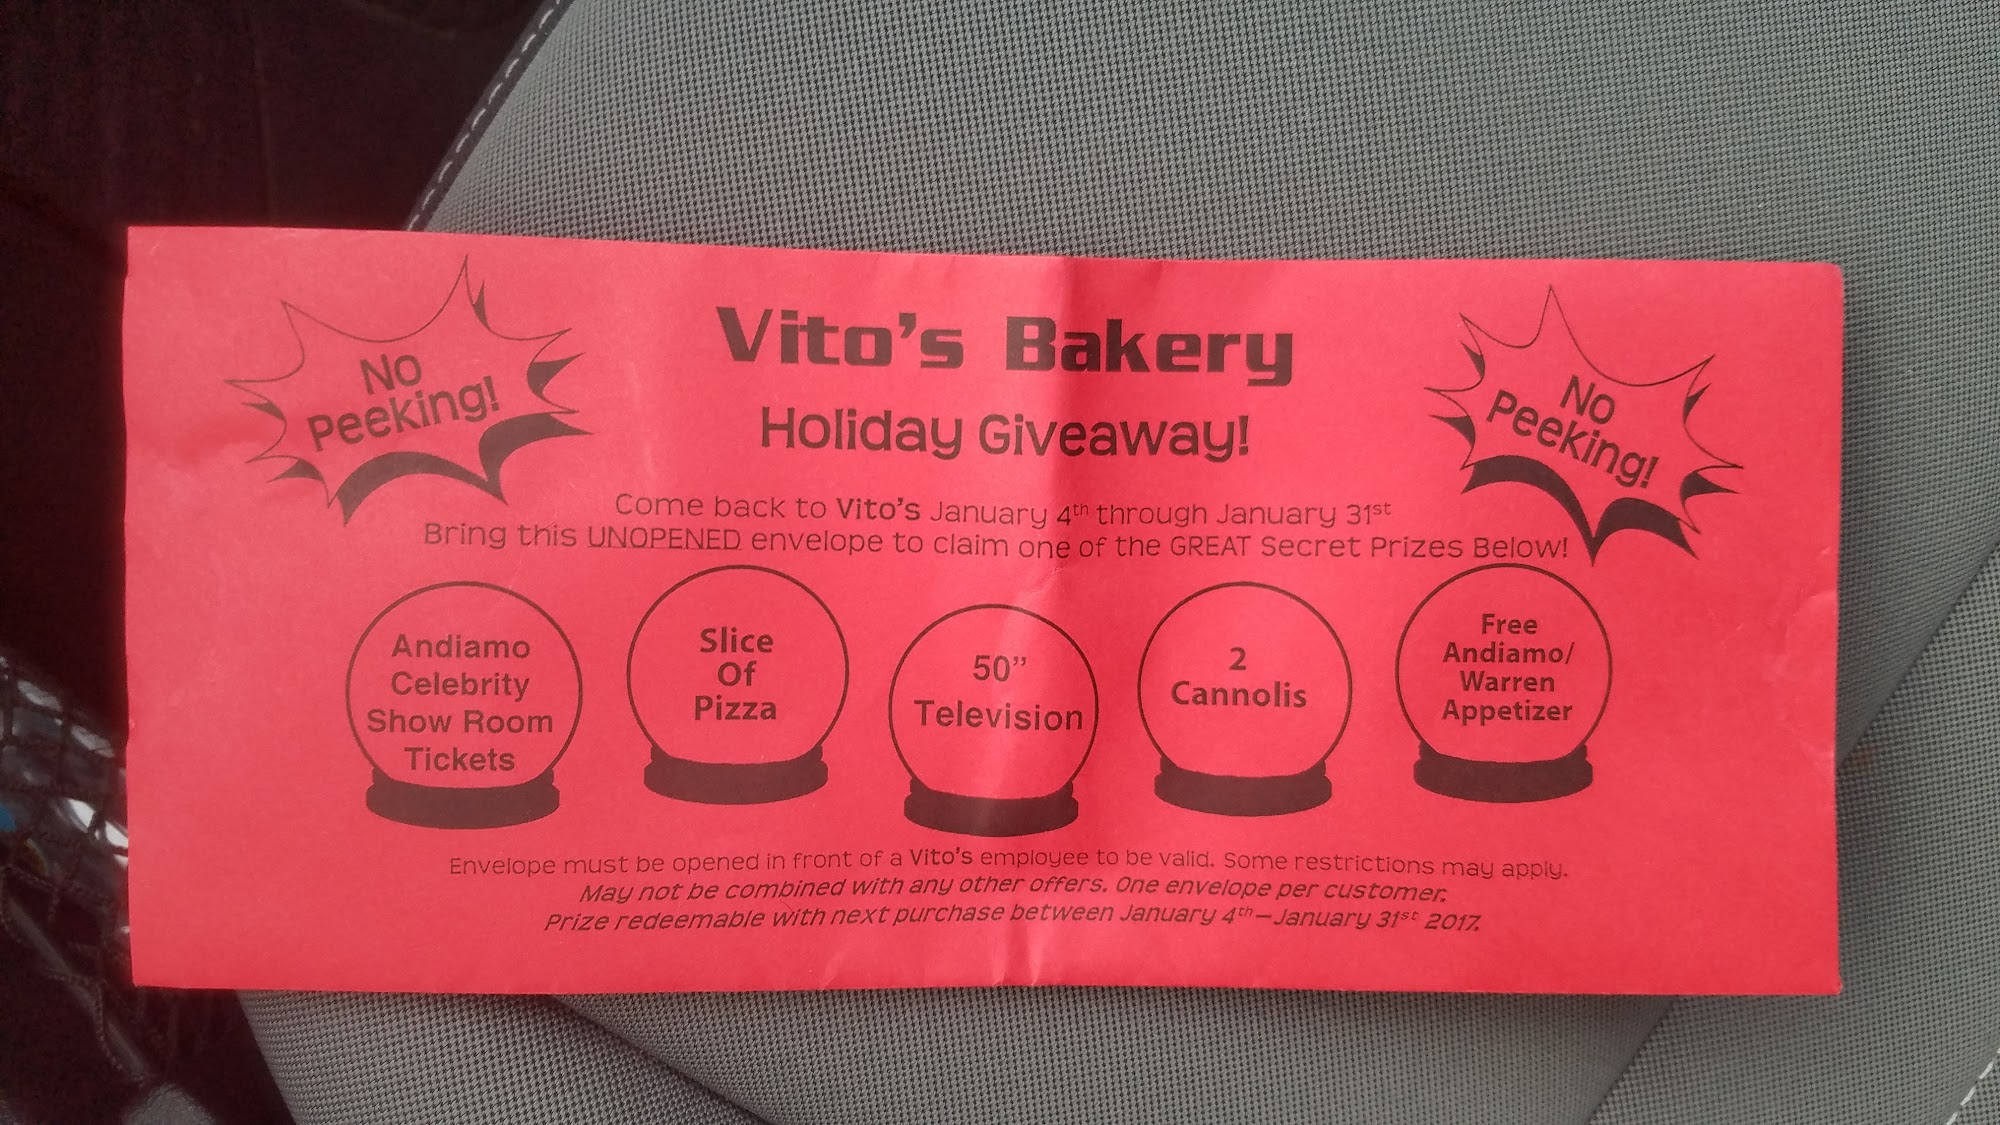 No
Peeking!
Vito's Bakery
Holiday Giveaway!
No
Peeking!
Come back to Vito's January 4th through January 31st
Bring this UNOPENED envelope to claim one of the GREAT Secret Prizes Below!
Andiamo
Celebrity
Show Room
Tickets
Slice
Of
Pizza
50"
Television
2
Cannolis
Free
Andiamo/
Warren
Appetizer
Envelope must be opened in front of a Vito's employee to be valid. Some restrictions may apply.
May not be combined with any other offers. One envelope per customer.
Prize redeemable with next purchase between January 4th–January 31st 2017.